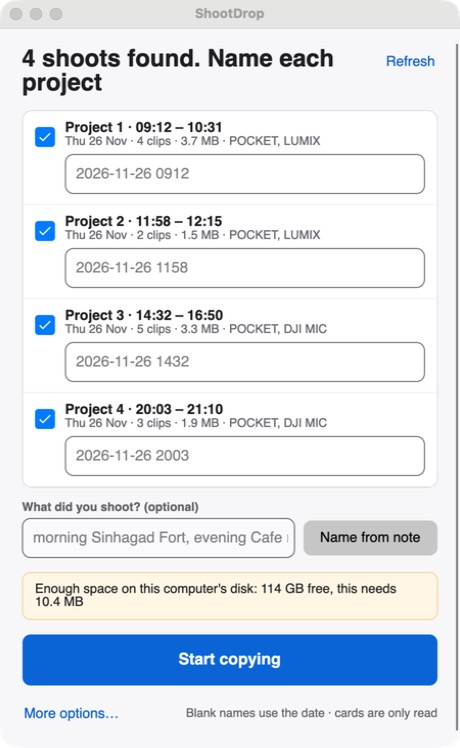 ShootDrop
4 shoots found. Name each
project
Refresh
Project 1 · 09:12 – 10:31
Thu 26 Nov · 4 clips · 3.7 MB · POCKET, LUMIX
2026-11-26 0912
Project 2 · 11:58 – 12:15
Thu 26 Nov · 2 clips · 1.5 MB · POCKET, LUMIX
2026-11-26 1158
Project 3 · 14:32 – 16:50
Thu 26 Nov · 5 clips · 3.3 MB · POCKET, DJI MIC
2026-11-26 1432
Project 4 · 20:03 – 21:10
Thu 26 Nov · 3 clips · 1.9 MB · POCKET, DJI MIC
2026-11-26 2003
What did you shoot? (optional)
morning Sinhagad Fort, evening Cafe
Name from note
Enough space on this computer's disk: 114 GB free, this needs
10.4 MB
Start copying
More options…
Blank names use the date · cards are only read